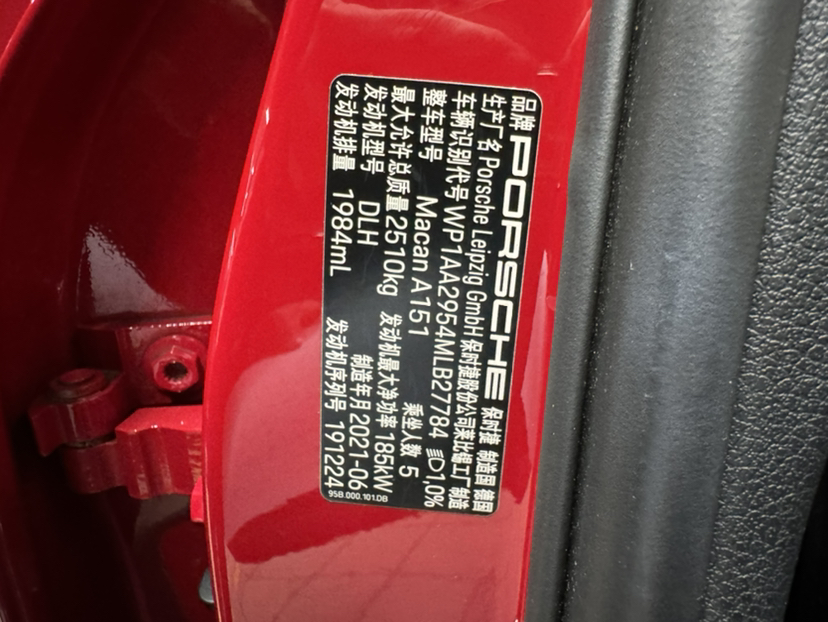 品牌 PORSCHE 保时捷 制造国 德国
生产厂名 Porsche Leipzig GmbH 保时捷股份公司莱比锡工厂制造
车辆识别代号 WP1AA2954MLB27784 1,0%
整车型号 Macan A151 乘坐人数 5
最大允许总质量 2510kg 发动机最大净功率 185kW
发动机型号 DLH 制造年月 2021-06
发动机排量 1984mL 发动机序列号 191224
95B.000.101.DB